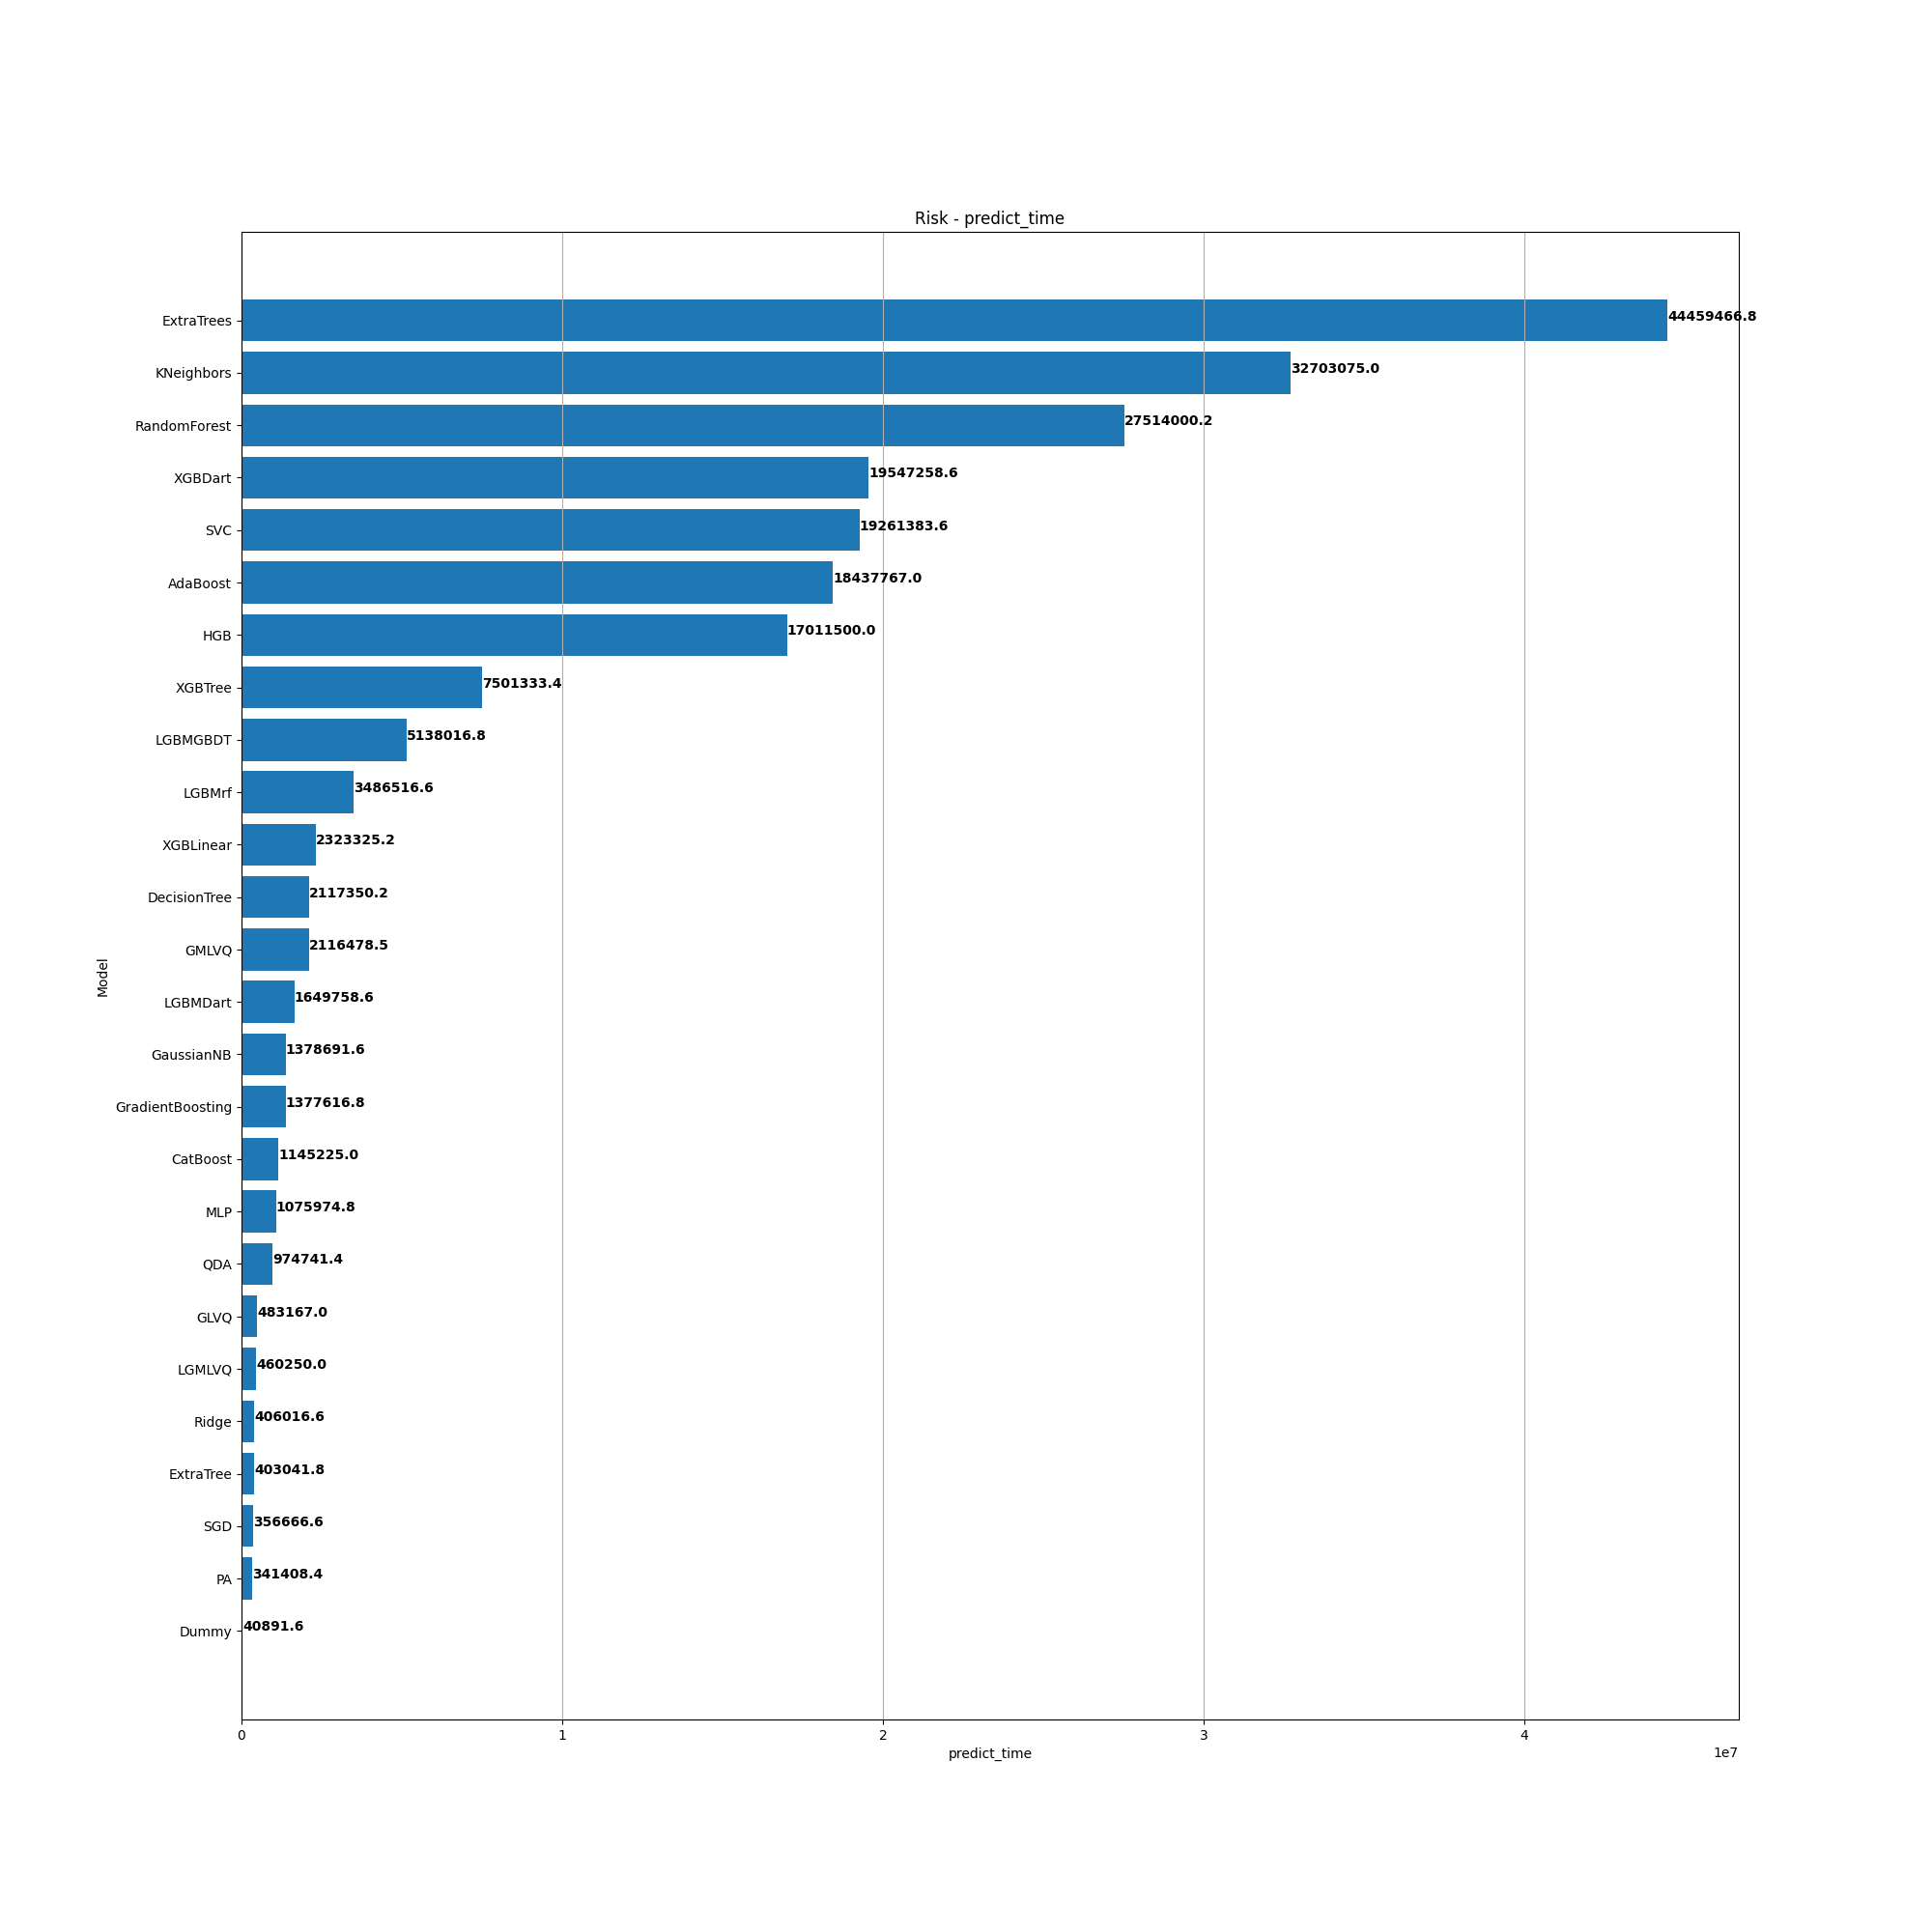 Risk - predict_time
ExtraTrees 44459466.8
KNeighbors 32703075.0
RandomForest 27514000.2
XGBDart 19547258.6
SVC 19261383.6
AdaBoost 18437767.0
HGB 17011500.0
XGBTree 7501333.4
LGBMGBDT 5138016.8
LGBMrf 3486516.6
XGBLinear 2323325.2
DecisionTree 2117350.2
GMLVQ 2116478.5
Model
LGBMDart 1649758.6
GaussianNB 1378691.6
GradientBoosting 1377616.8
CatBoost 1145225.0
MLP 1075974.8
QDA 974741.4
GLVQ 483167.0
LGMLVQ 460250.0
Ridge 406016.6
ExtraTree 403041.8
SGD 356666.6
PA 341408.4
Dummy 40891.6
0 1 2 3 4
predict_time
1e7